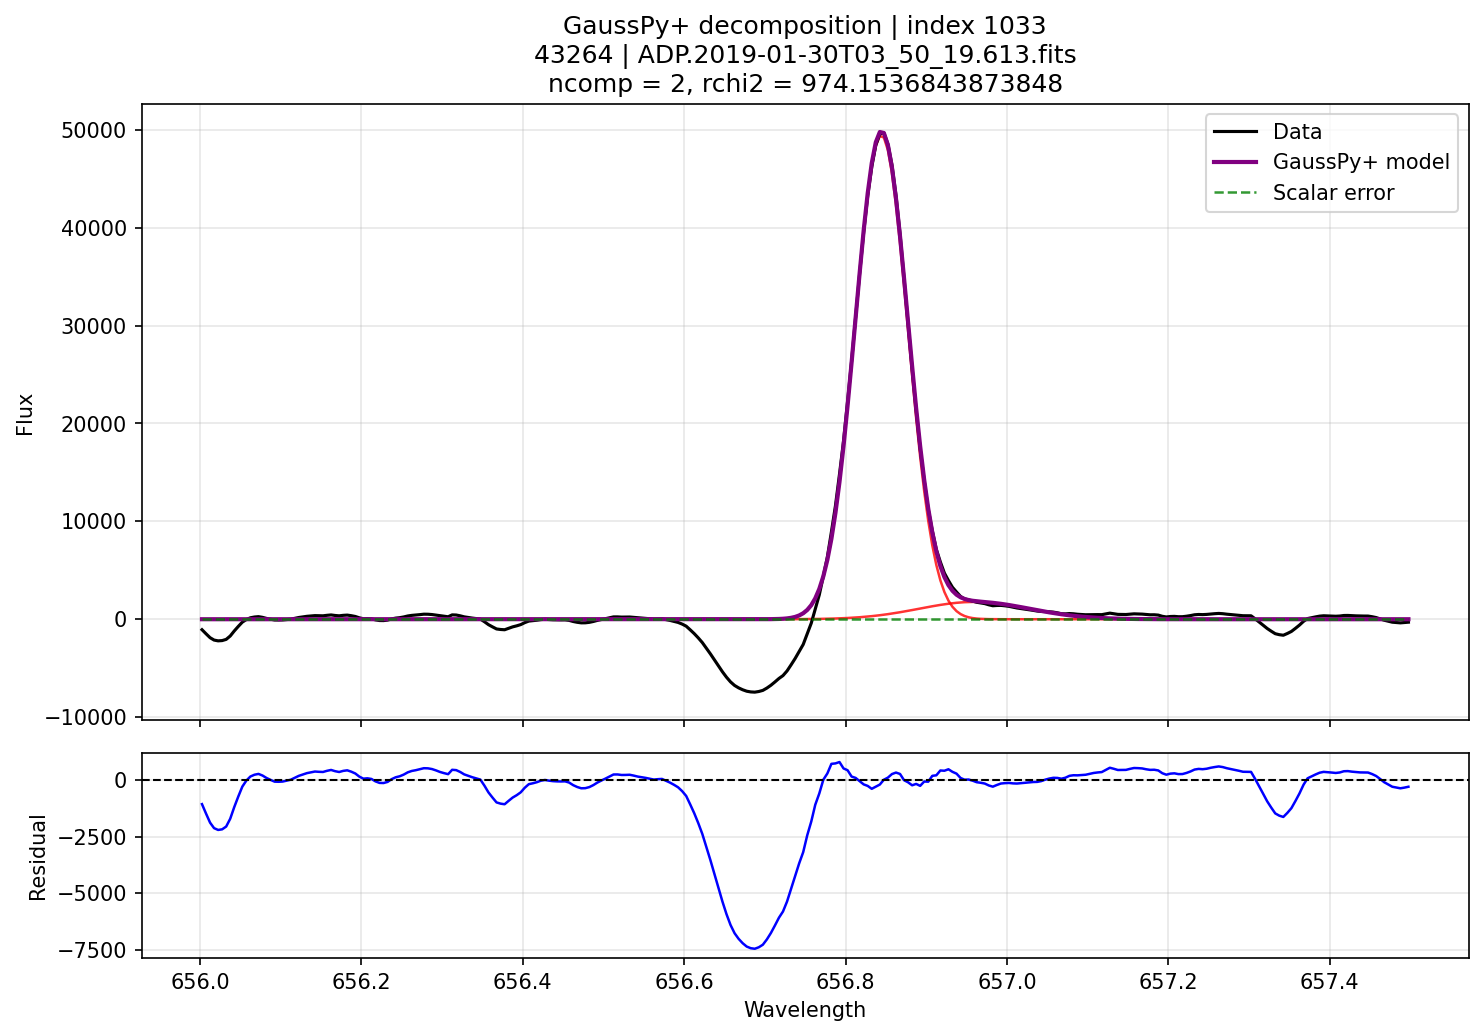 GaussPy+ decomposition | index 1033
43264 | ADP.2019-01-30T03_50_19.613.fits
ncomp = 2, rchi2 = 974.1536843873848
Data
GaussPy+ model
Scalar error
50000
40000
30000
20000
10000
0
−10000
Flux
0
−2500
−5000
−7500
Residual
656.0
656.2
656.4
656.6
656.8
657.0
657.2
657.4
Wavelength